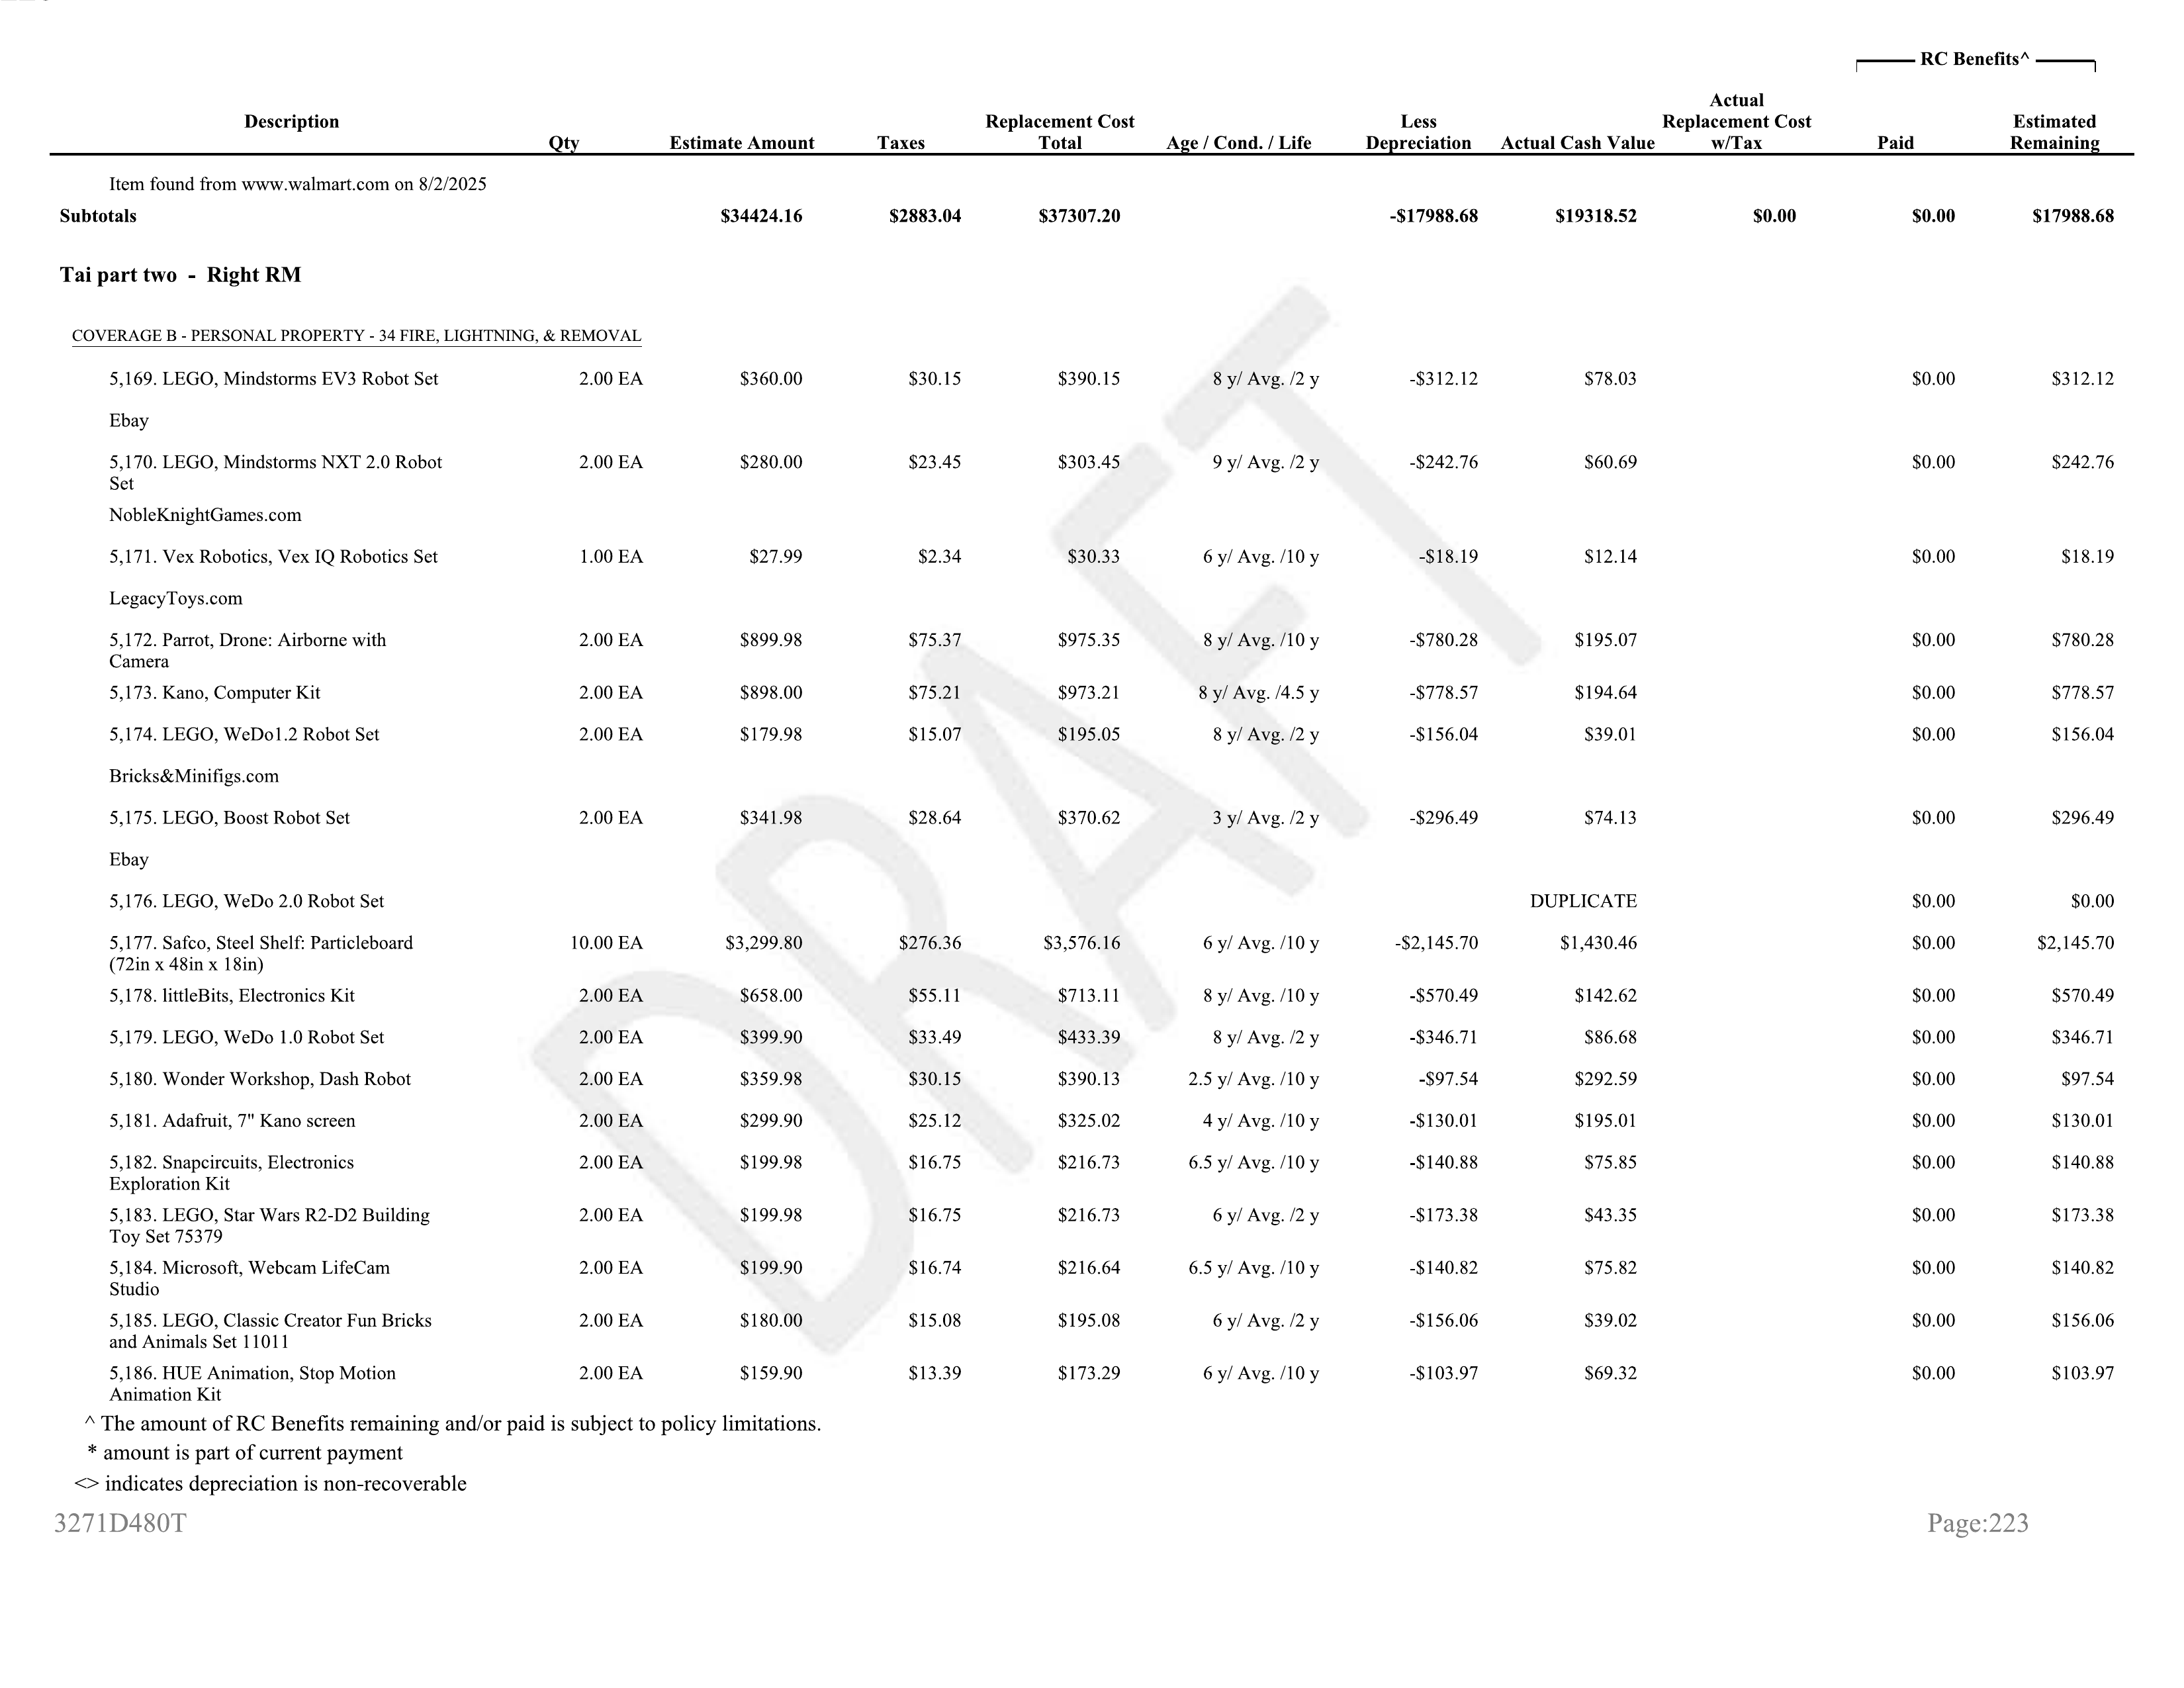 RC Benefits^
Description Qty Estimate Amount Taxes Replacement Cost Total Age / Cond. / Life Less Depreciation Actual Cash Value Actual Replacement Cost w/Tax Paid Estimated Remaining
Item found from www.walmart.com on 8/2/2025
Subtotals $34424.16 $2883.04 $37307.20 -$17988.68 $19318.52 $0.00 $0.00 $17988.68
Tai part two - Right RM
COVERAGE B - PERSONAL PROPERTY - 34 FIRE, LIGHTNING, & REMOVAL
5,169. LEGO, Mindstorms EV3 Robot Set 2.00 EA $360.00 $30.15 $390.15 8 y/ Avg. /2 y -$312.12 $78.03 $0.00 $312.12
Ebay
5,170. LEGO, Mindstorms NXT 2.0 Robot 2.00 EA $280.00 $23.45 $303.45 9 y/ Avg. /2 y -$242.76 $60.69 $0.00 $242.76
Set
NobleKnightGames.com
5,171. Vex Robotics, Vex IQ Robotics Set 1.00 EA $27.99 $2.34 $30.33 6 y/ Avg. /10 y -$18.19 $12.14 $0.00 $18.19
LegacyToys.com
5,172. Parrot, Drone: Airborne with 2.00 EA $899.98 $75.37 $975.35 8 y/ Avg. /10 y -$780.28 $195.07 $0.00 $780.28
Camera
5,173. Kano, Computer Kit 2.00 EA $898.00 $75.21 $973.21 8 y/ Avg. /4.5 y -$778.57 $194.64 $0.00 $778.57
5,174. LEGO, WeDo1.2 Robot Set 2.00 EA $179.98 $15.07 $195.05 8 y/ Avg. /2 y -$156.04 $39.01 $0.00 $156.04
Bricks&Minifigs.com
5,175. LEGO, Boost Robot Set 2.00 EA $341.98 $28.64 $370.62 3 y/ Avg. /2 y -$296.49 $74.13 $0.00 $296.49
Ebay
5,176. LEGO, WeDo 2.0 Robot Set DUPLICATE $0.00 $0.00
5,177. Safco, Steel Shelf: Particleboard 10.00 EA $3,299.80 $276.36 $3,576.16 6 y/ Avg. /10 y -$2,145.70 $1,430.46 $0.00 $2,145.70
(72in x 48in x 18in)
5,178. littleBits, Electronics Kit 2.00 EA $658.00 $55.11 $713.11 8 y/ Avg. /10 y -$570.49 $142.62 $0.00 $570.49
5,179. LEGO, WeDo 1.0 Robot Set 2.00 EA $399.90 $33.49 $433.39 8 y/ Avg. /2 y -$346.71 $86.68 $0.00 $346.71
5,180. Wonder Workshop, Dash Robot 2.00 EA $359.98 $30.15 $390.13 2.5 y/ Avg. /10 y -$97.54 $292.59 $0.00 $97.54
5,181. Adafruit, 7" Kano screen 2.00 EA $299.90 $25.12 $325.02 4 y/ Avg. /10 y -$130.01 $195.01 $0.00 $130.01
5,182. Snapcircuits, Electronics 2.00 EA $199.98 $16.75 $216.73 6.5 y/ Avg. /10 y -$140.88 $75.85 $0.00 $140.88
Exploration Kit
5,183. LEGO, Star Wars R2-D2 Building 2.00 EA $199.98 $16.75 $216.73 6 y/ Avg. /2 y -$173.38 $43.35 $0.00 $173.38
Toy Set 75379
5,184. Microsoft, Webcam LifeCam 2.00 EA $199.90 $16.74 $216.64 6.5 y/ Avg. /10 y -$140.82 $75.82 $0.00 $140.82
Studio
5,185. LEGO, Classic Creator Fun Bricks 2.00 EA $180.00 $15.08 $195.08 6 y/ Avg. /2 y -$156.06 $39.02 $0.00 $156.06
and Animals Set 11011
5,186. HUE Animation, Stop Motion 2.00 EA $159.90 $13.39 $173.29 6 y/ Avg. /10 y -$103.97 $69.32 $0.00 $103.97
Animation Kit
^ The amount of RC Benefits remaining and/or paid is subject to policy limitations.
* amount is part of current payment
<> indicates depreciation is non-recoverable
3271D480T Page:223
DRAFT